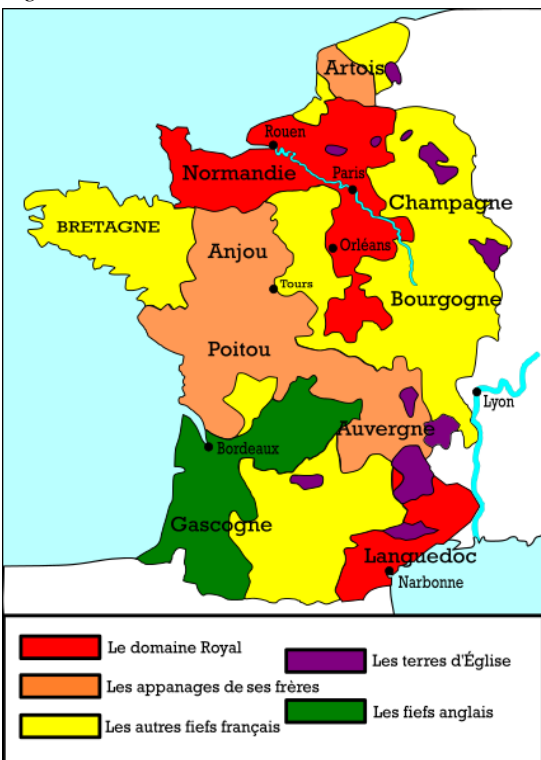 Artois
Rouen
Normandie
Paris
Champagne
BRETAGNE
Anjou
Orléans
Tours
Bourgogne
Poitou
Lyon
Auvergne
Bordeaux
Gascogne
Languedoc
Narbonne
Le domaine Royal
Les terres d'Église
Les appanages de ses frères
Les fiefs anglais
Les autres fiefs français